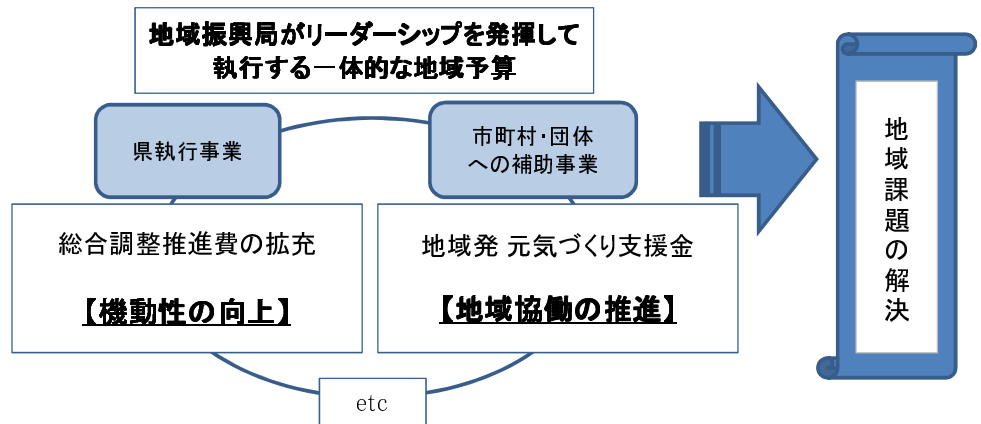 地域振興局がリーダーシップを発揮して
執行する一体的な地域予算
県執行事業
市町村・団体
への補助事業
総合調整推進費の拡充
【機動性の向上】
地域発 元気づくり支援金
【地域協働の推進】
etc
地域課題の解決